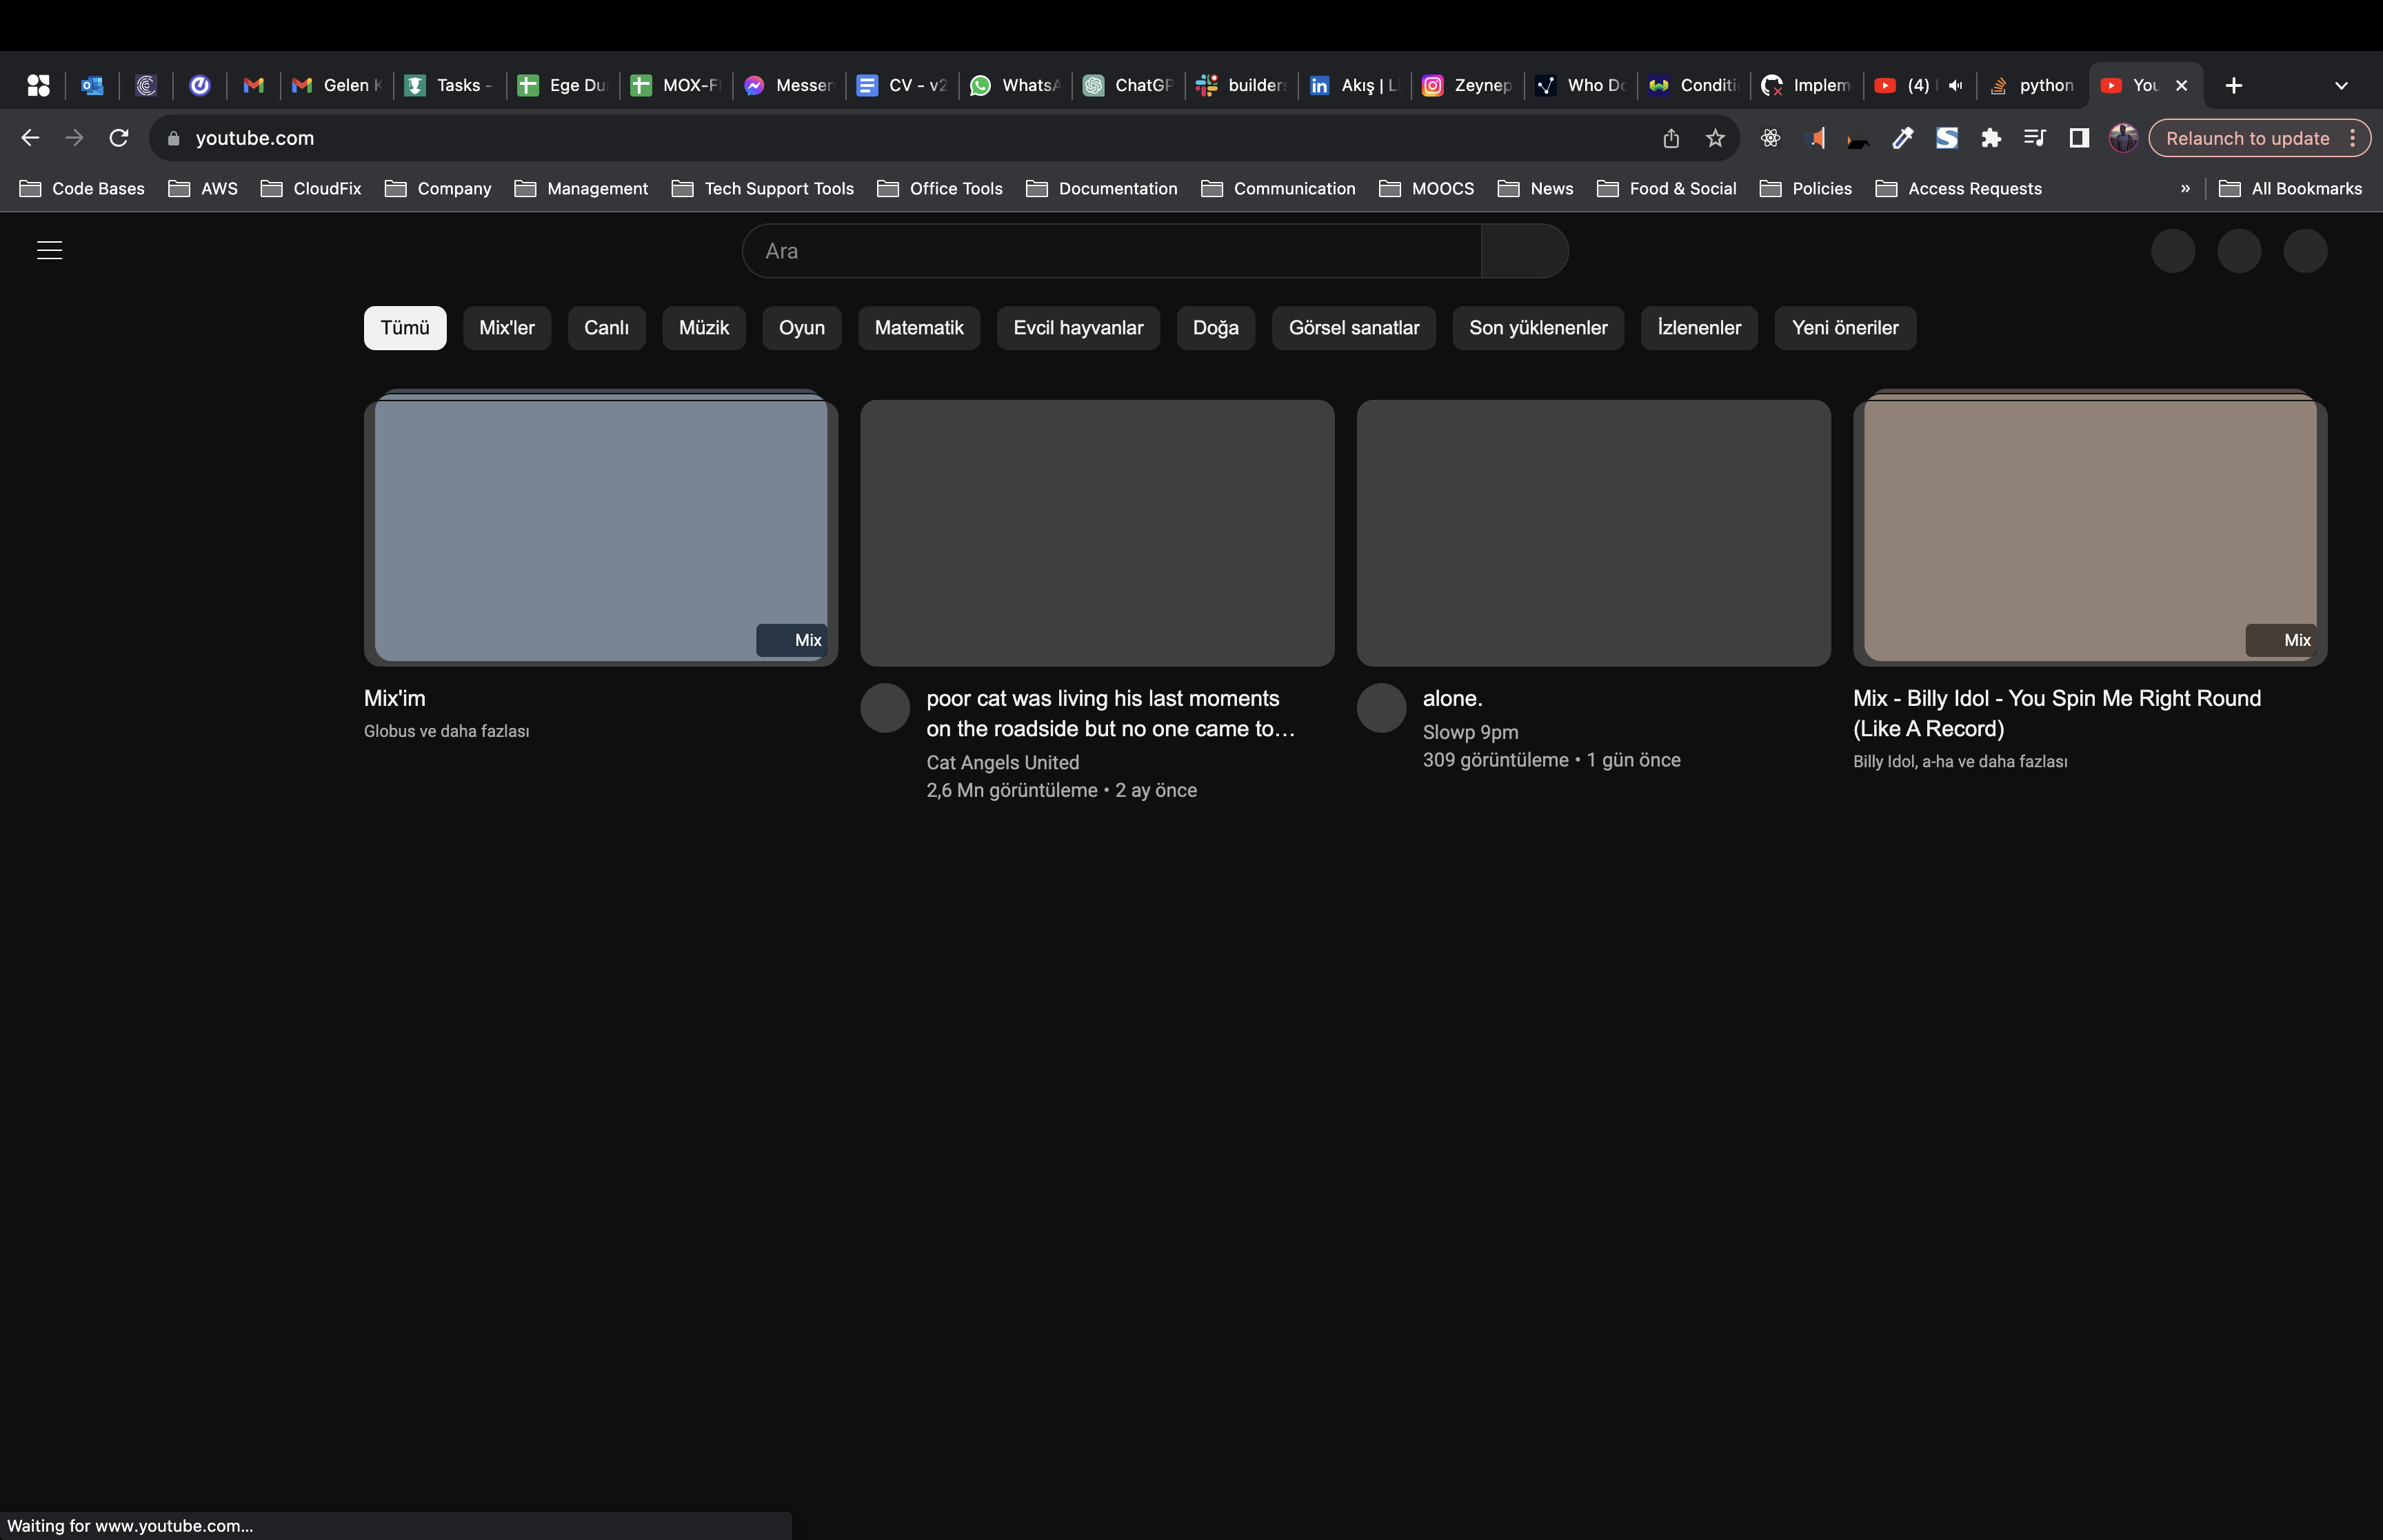 Gelen K
Tasks -
Ege Du
MOX-F
Messen
CV - v2
WhatsA
ChatGP
builders
Akış | Li
Zeynep
Who Do
Conditi
Implem
(4)
python
You
youtube.com
Relaunch to update
Code Bases
AWS
CloudFix
Company
Management
Tech Support Tools
Office Tools
Documentation
Communication
MOOCS
News
Food & Social
Policies
Access Requests
»
All Bookmarks
Ara
Tümü
Mix'ler
Canlı
Müzik
Oyun
Matematik
Evcil hayvanlar
Doğa
Görsel sanatlar
Son yüklenenler
İzlenenler
Yeni öneriler
Mix
Mix'im
Globus ve daha fazlası
poor cat was living his last moments
on the roadside but no one came to…
Cat Angels United
2,6 Mn görüntüleme • 2 ay önce
alone.
Slowp 9pm
309 görüntüleme • 1 gün önce
Mix
Mix - Billy Idol - You Spin Me Right Round
(Like A Record)
Billy Idol, a-ha ve daha fazlası
Waiting for www.youtube.com...